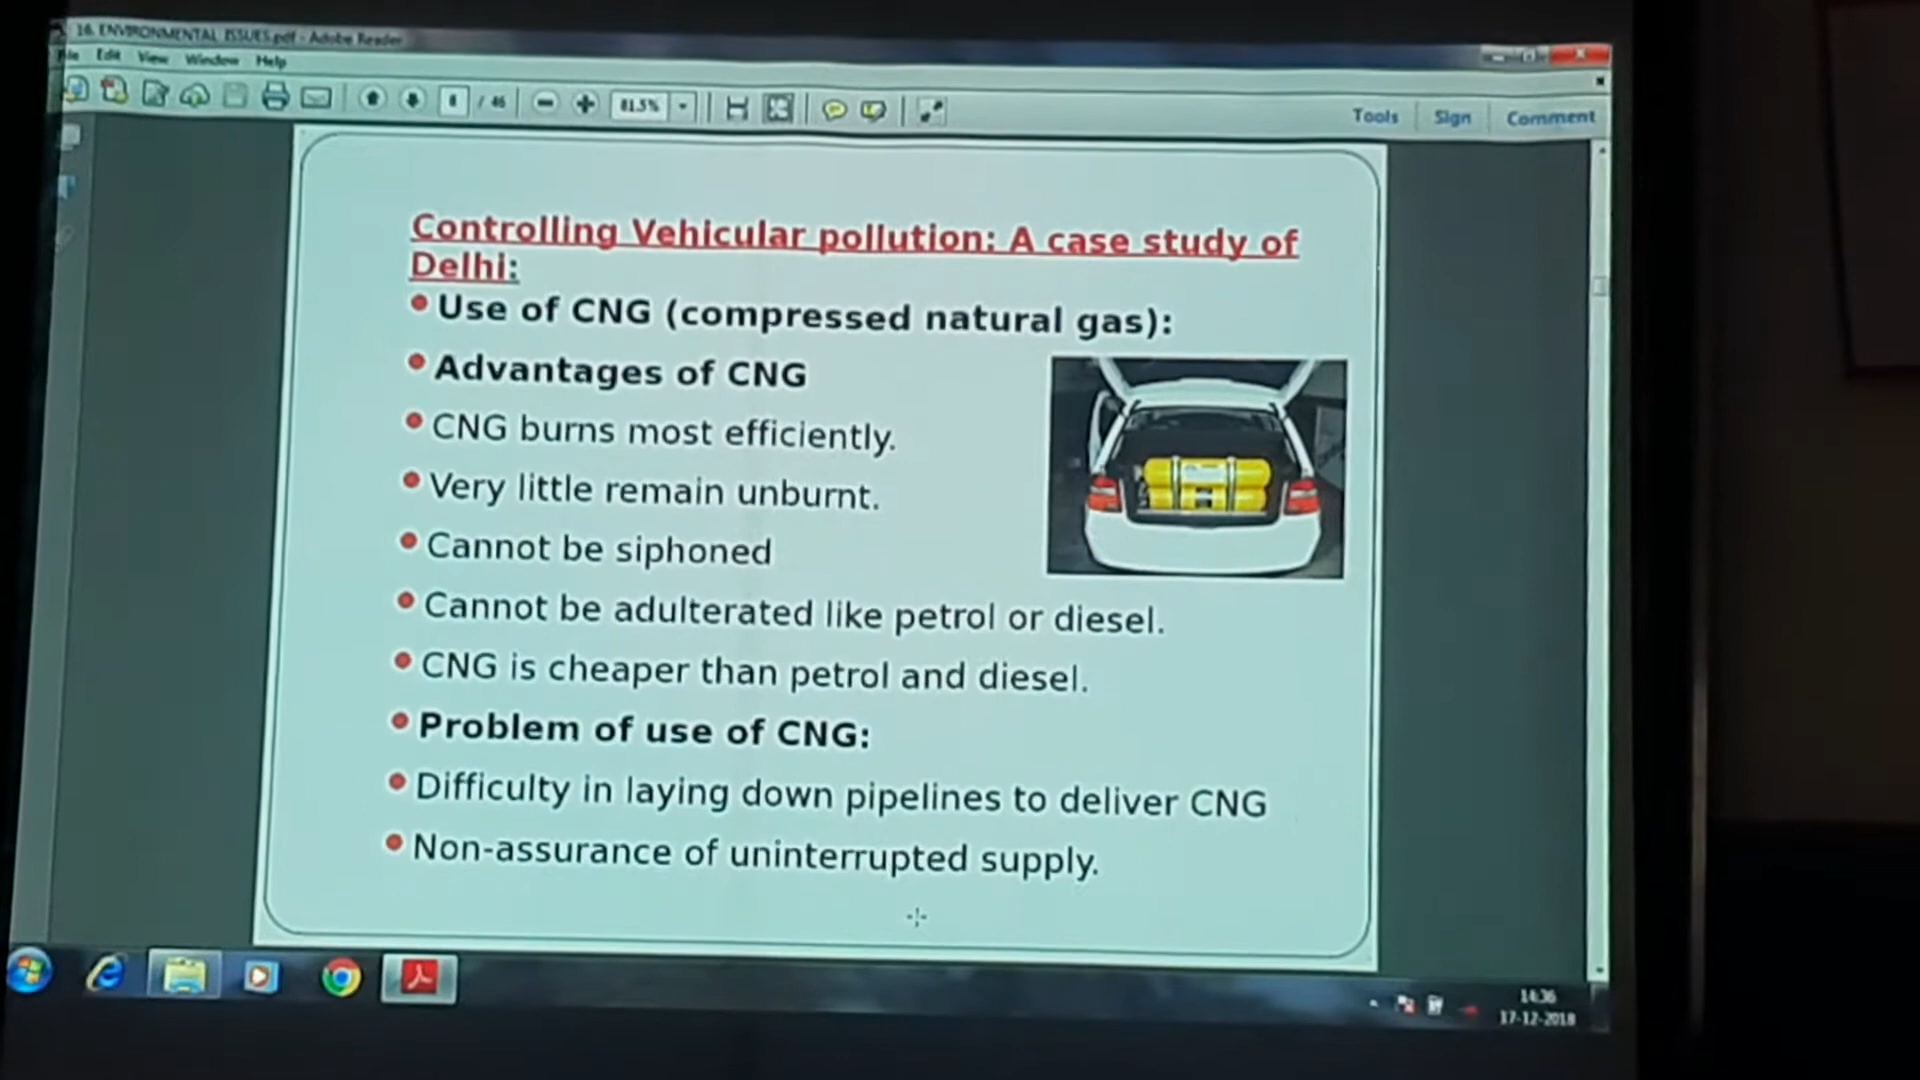 16. ENVIRONMENTAL ISSUES.pdf - Adobe Reader
File Edit View Window Help
8 / 46 81.5% Tools Sign Comment
Controlling Vehicular pollution: A case study of
Delhi:
Use of CNG (compressed natural gas):
Advantages of CNG
CNG burns most efficiently.
Very little remain unburnt.
Cannot be siphoned
Cannot be adulterated like petrol or diesel.
CNG is cheaper than petrol and diesel.
Problem of use of CNG:
Difficulty in laying down pipelines to deliver CNG
Non-assurance of uninterrupted supply.
14:36
17-12-2018